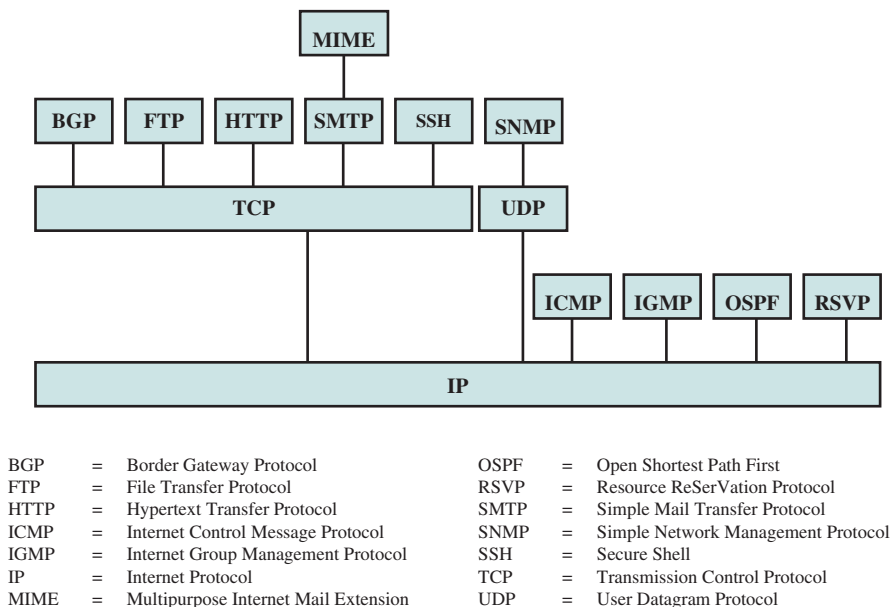 MIME
BGP FTP HTTP SMTP SSH SNMP
TCP UDP
ICMP IGMP OSPF RSVP
IP
BGP = Border Gateway Protocol
FTP = File Transfer Protocol
HTTP = Hypertext Transfer Protocol
ICMP = Internet Control Message Protocol
IGMP = Internet Group Management Protocol
IP = Internet Protocol
MIME = Multipurpose Internet Mail Extension
OSPF = Open Shortest Path First
RSVP = Resource ReSerVation Protocol
SMTP = Simple Mail Transfer Protocol
SNMP = Simple Network Management Protocol
SSH = Secure Shell
TCP = Transmission Control Protocol
UDP = User Datagram Protocol